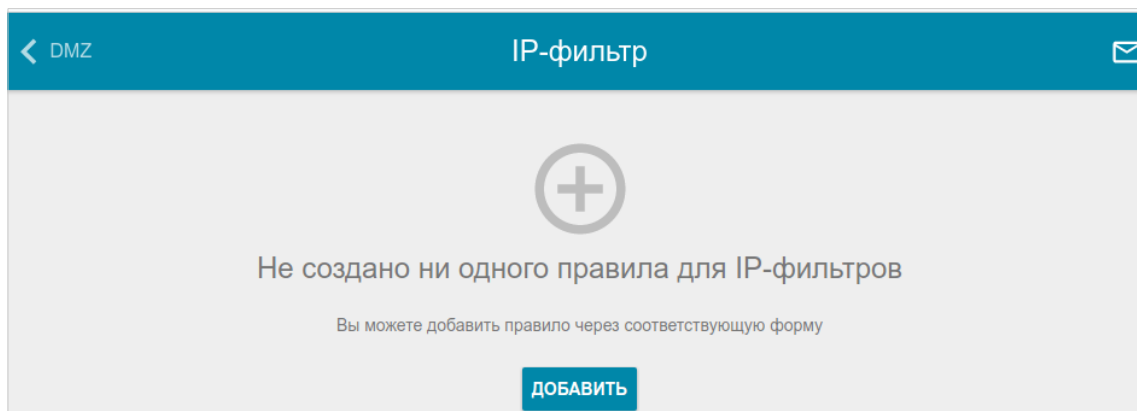 DMZ
IP-фильтр
Не создано ни одного правила для IP-фильтров
Вы можете добавить правило через соответствующую форму
ДОБАВИТЬ